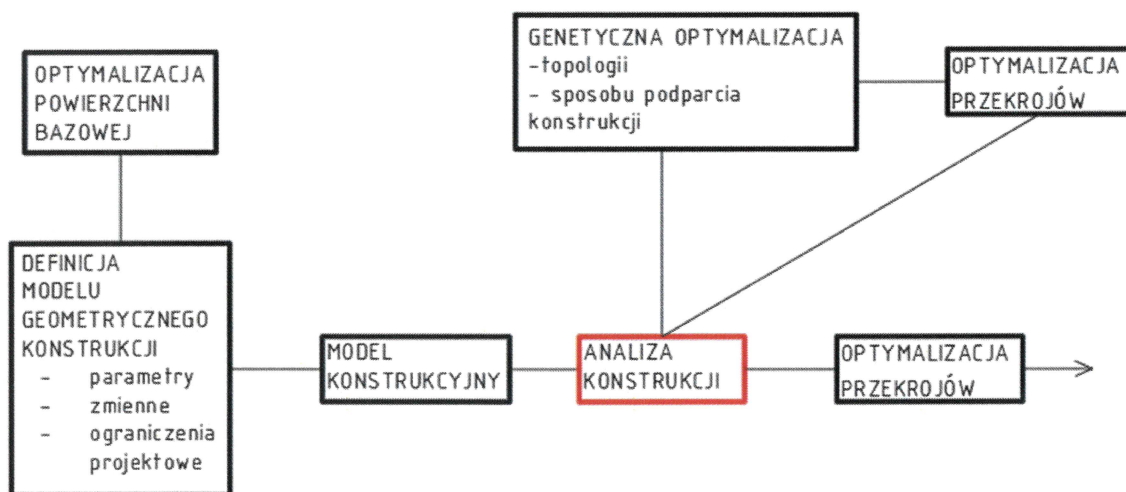 OPTYMALIZACJA
POWIERZCHNI
BAZOWEJ
GENETYCZNA OPTYMALIZACJA
-topologii
- sposobu podparcia
konstrukcji
OPTYMALIZACJA
PRZEKROJÓW
DEFINICJA
MODELU
GEOMETRYCZNEGO
KONSTRUKCJI
- parametry
- zmienne
- ograniczenia
projektowe
MODEL
KONSTRUKCYJNY
ANALIZA
KONSTRUKCJI
OPTYMALIZACJA
PRZEKROJÓW